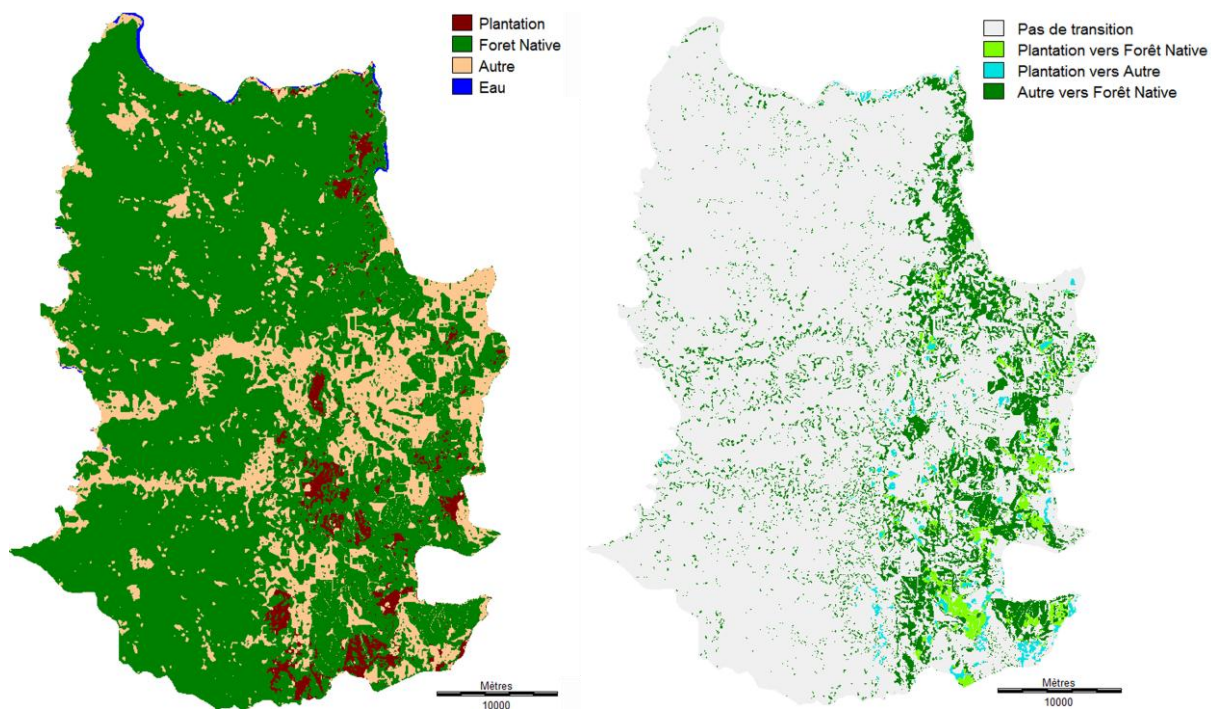 Plantation
Foret Native
Autre
Eau
Mètres
10000
Pas de transition
Plantation vers Forêt Native
Plantation vers Autre
Autre vers Forêt Native
Mètres
10000